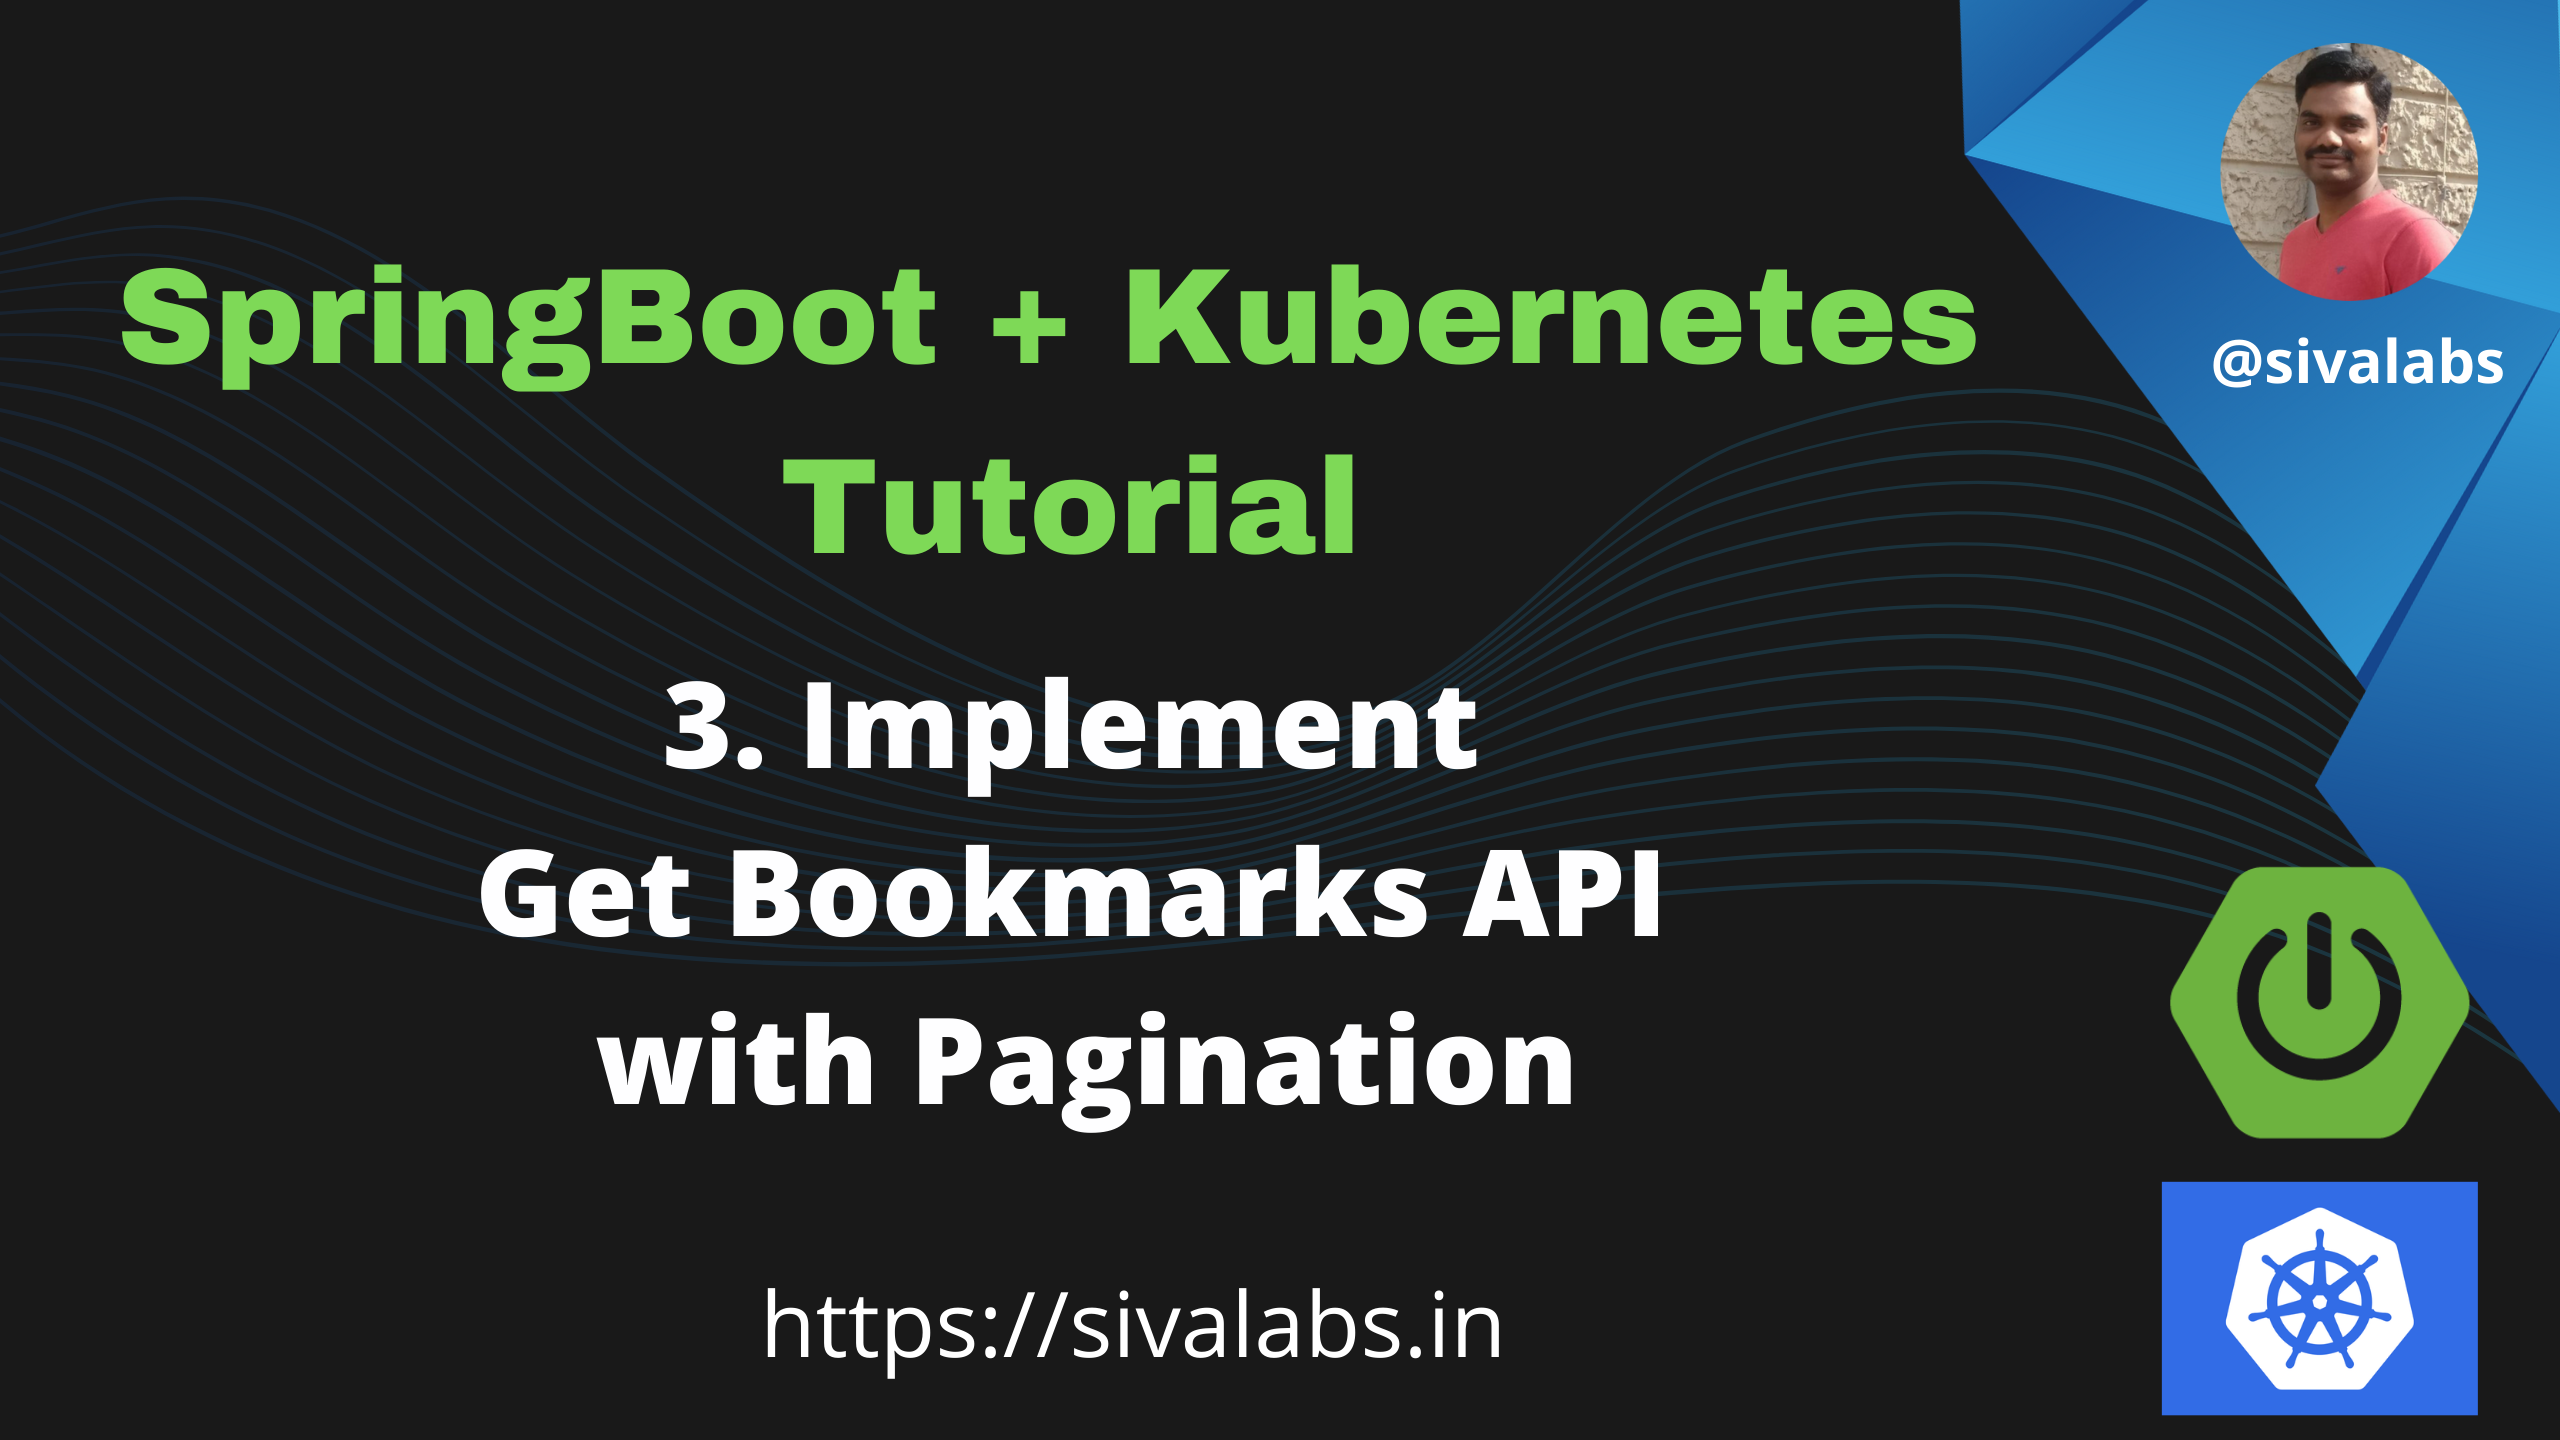 SpringBoot + Kubernetes
Tutorial
3. Implement
Get Bookmarks API
with Pagination
https://sivalabs.in
@sivalabs